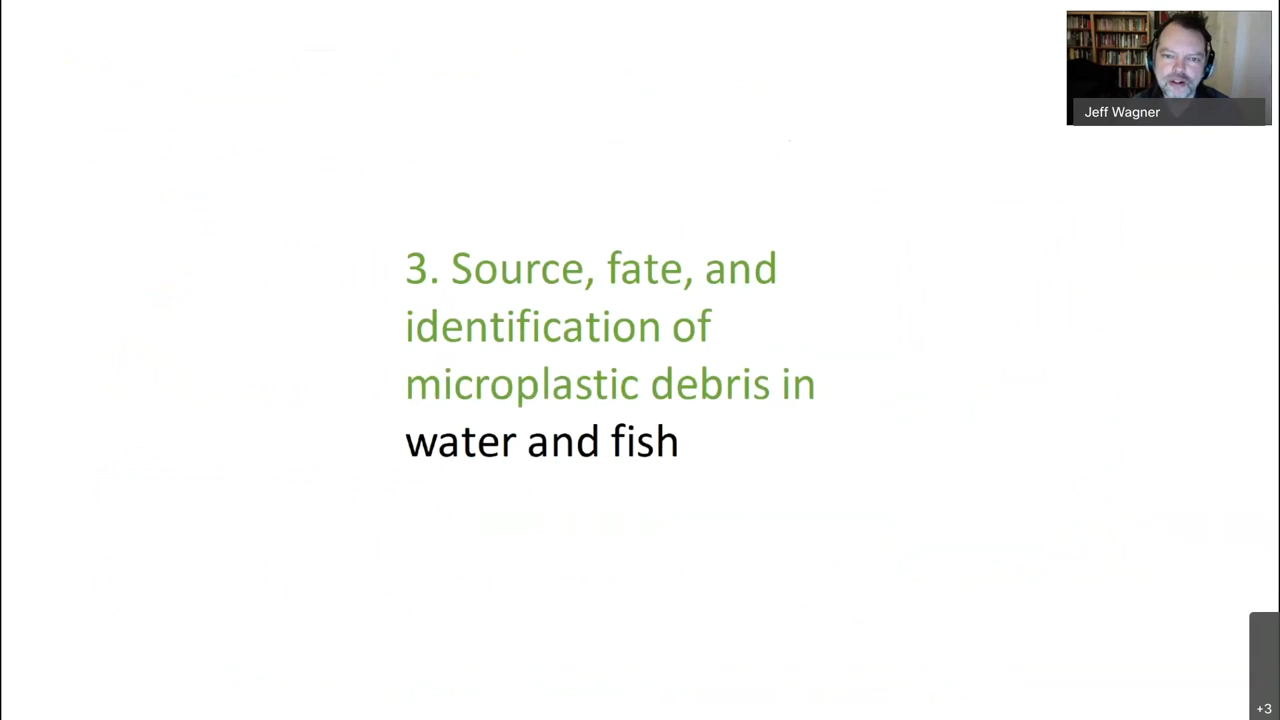 Jeff Wagner
3. Source, fate, and
identification of
microplastic debris in
water and fish
+3